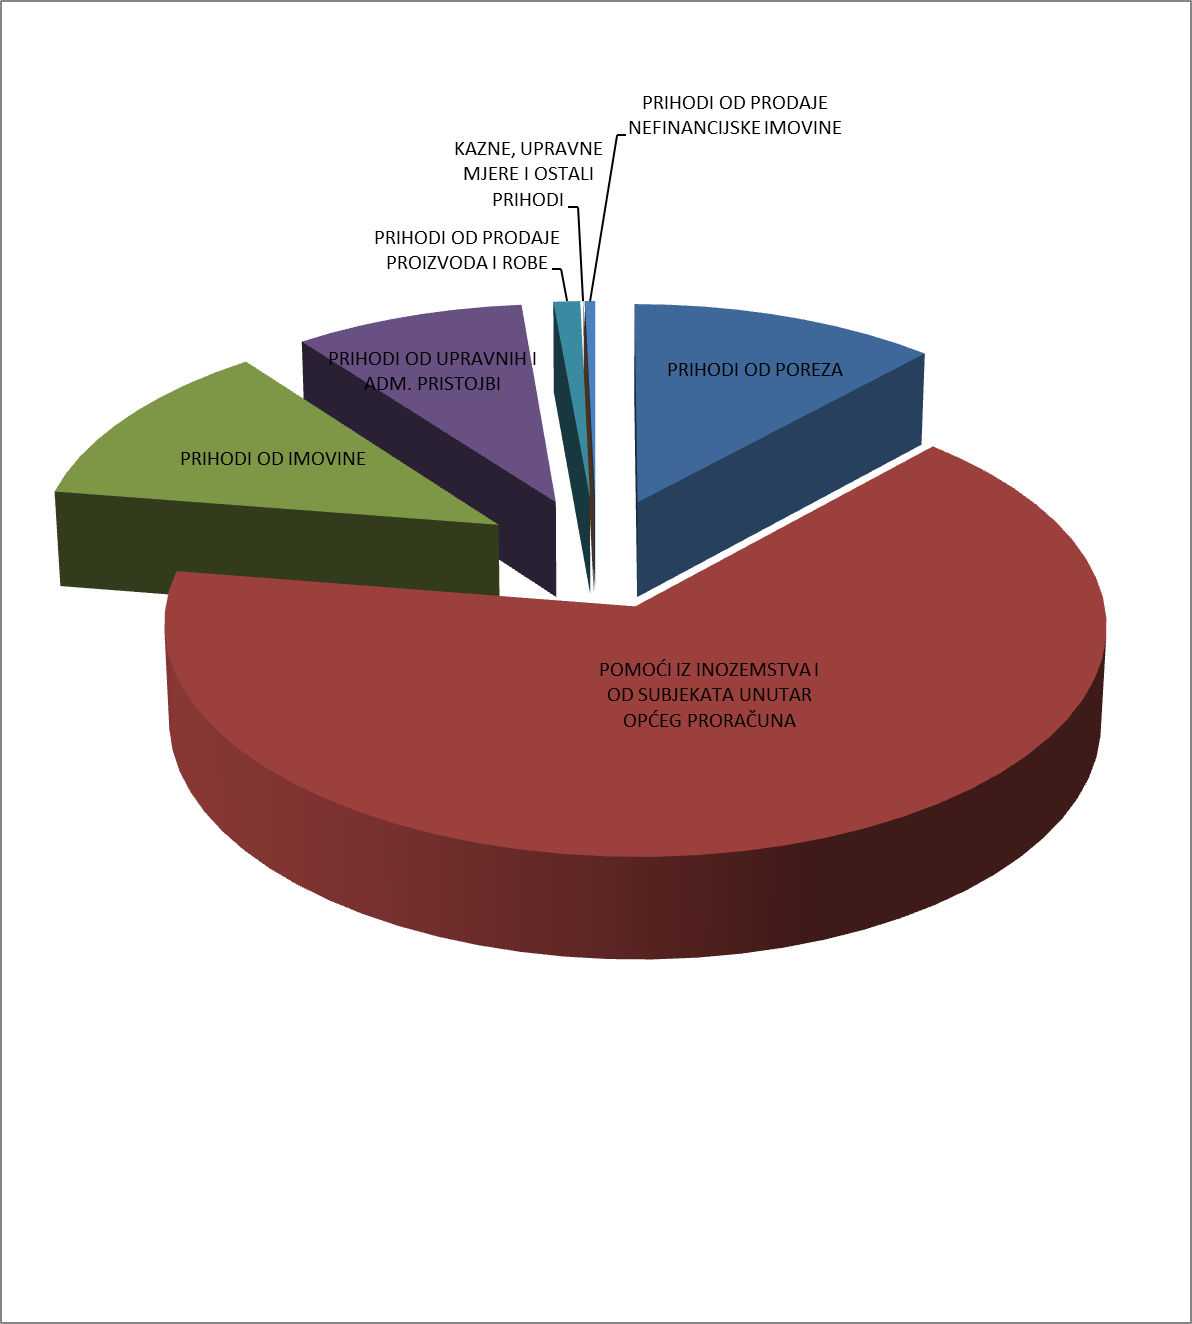 PRIHODI OD PRODAJE
NEFINANCIJSKE IMOVINE
KAZNE, UPRAVNE
MJERE I OSTALI
PRIHODI
PRIHODI OD PRODAJE
PROIZVODA I ROBE
PRIHODI OD UPRAVNIH I
ADM. PRISTOJBI
PRIHODI OD POREZA
PRIHODI OD IMOVINE
POMOĆI IZ INOZEMSTVA I
OD SUBJEKATA UNUTAR
OPĆEG PRORAČUNA